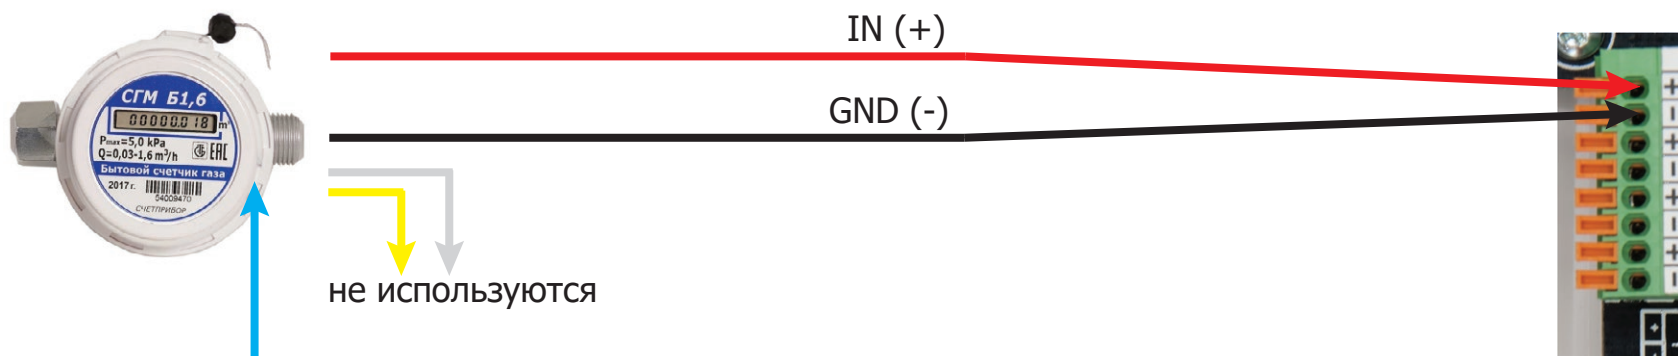 IN (+)
GND (-)
не используются
СГМ Б1,6
00000.018 m³
Pmax=5,0 kPa
Q=0,03-1,6 m³/h
EAC
Бытовой счетчик газа
2017 г.
04009470
СЧЕТПРИБОР
+
-
+
-
+
-
+
-
+